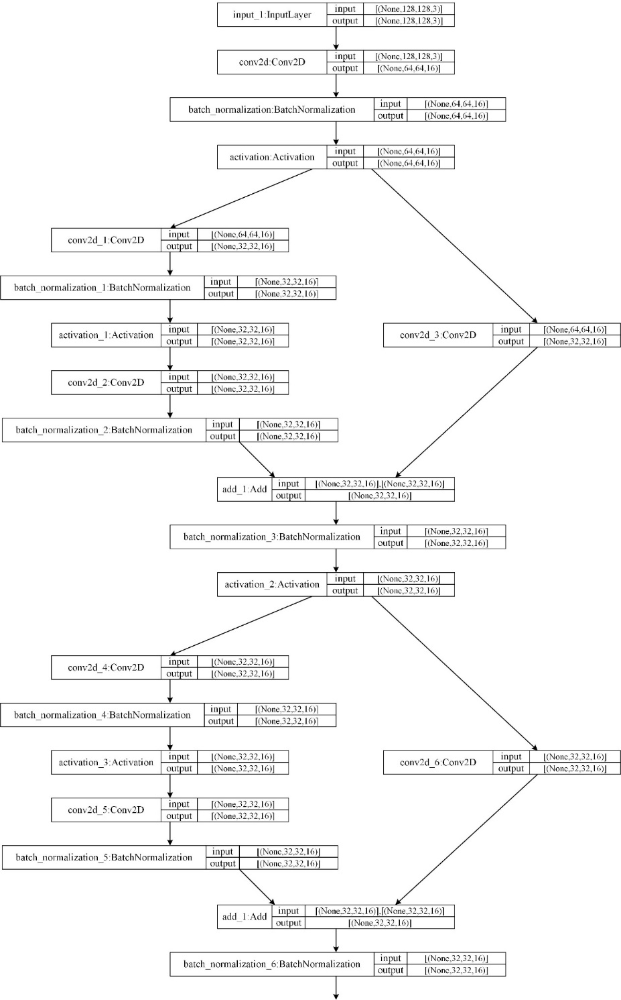 input_1:InputLayer input [(None,128,128,3)]
output [(None,128,128,3)]
conv2d:Conv2D input [(None,128,128,3)]
output [(None,64,64,16)]
batch_normalization:BatchNormalization input [(None,64,64,16)]
output [(None,64,64,16)]
activation:Activation input [(None,64,64,16)]
output [(None,64,64,16)]
conv2d_1:Conv2D input [(None,64,64,16)]
output [(None,32,32,16)]
batch_normalization_1:BatchNormalization input [(None,32,32,16)]
output [(None,32,32,16)]
activation_1:Activation input [(None,32,32,16)]
output [(None,32,32,16)]
conv2d_3:Conv2D input [(None,64,64,16)]
output [(None,32,32,16)]
conv2d_2:Conv2D input [(None,32,32,16)]
output [(None,32,32,16)]
batch_normalization_2:BatchNormalization input [(None,32,32,16)]
output [(None,32,32,16)]
add_1:Add input [(None,32,32,16)],[(None,32,32,16)]
output [(None,32,32,16)]
batch_normalization_3:BatchNormalization input [(None,32,32,16)]
output [(None,32,32,16)]
activation_2:Activation input [(None,32,32,16)]
output [(None,32,32,16)]
conv2d_4:Conv2D input [(None,32,32,16)]
output [(None,32,32,16)]
batch_normalization_4:BatchNormalization input [(None,32,32,16)]
output [(None,32,32,16)]
activation_3:Activation input [(None,32,32,16)]
output [(None,32,32,16)]
conv2d_6:Conv2D input [(None,32,32,16)]
output [(None,32,32,16)]
conv2d_5:Conv2D input [(None,32,32,16)]
output [(None,32,32,16)]
batch_normalization_5:BatchNormalization input [(None,32,32,16)]
output [(None,32,32,16)]
add_1:Add input [(None,32,32,16)],[(None,32,32,16)]
output [(None,32,32,16)]
batch_normalization_6:BatchNormalization input [(None,32,32,16)]
output [(None,32,32,16)]